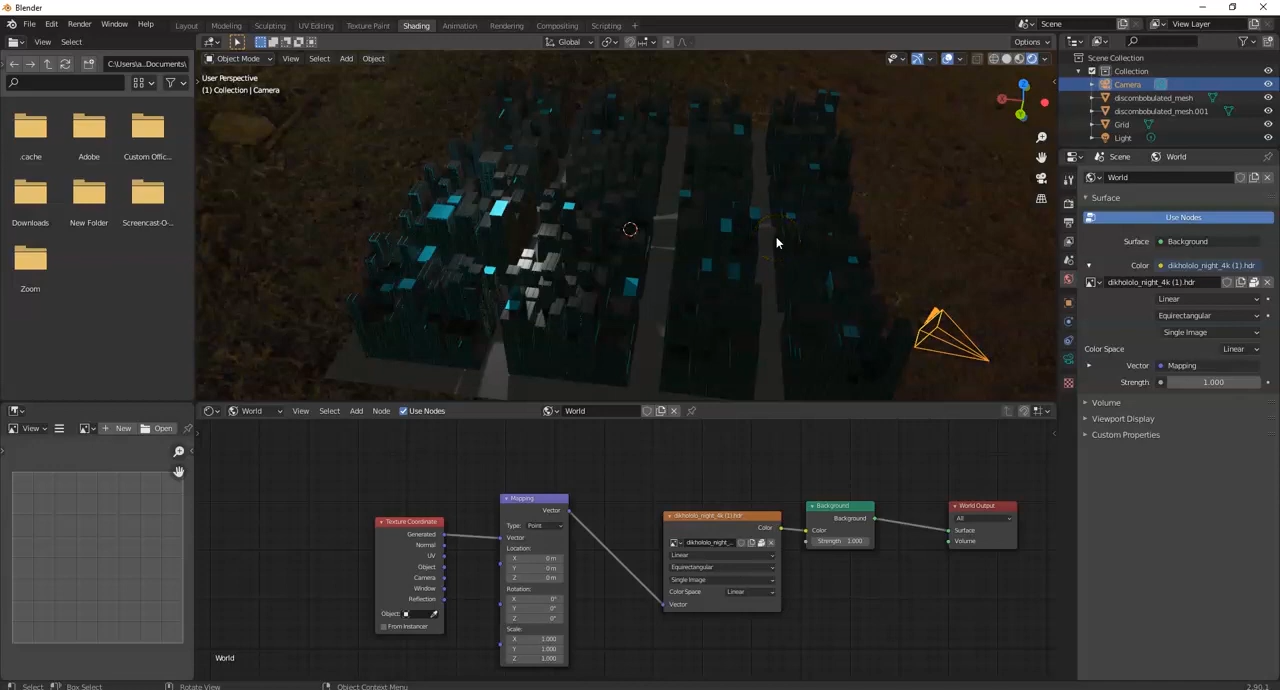 Blender
File Edit Render Window Help Layout Modeling Sculpting UV Editing Texture Paint Shading Animation Rendering Compositing Scripting + Scene View Layer
View Select Global Options
C:\Users\a..Documents\ Object Mode View Select Add Object
User Perspective
(1) Collection | Camera
.cache Adobe Custom Offic...
Downloads New Folder Screencast-O-...
Zoom
Scene Collection
Collection
Camera
discombobulated_mesh
discombobulated_mesh.001
Grid
Light
Scene World
World
Surface
Use Nodes
Surface Background
Color dikhololo_night_4k (1).hdr
dikhololo_night_4k (1).hdr
Linear
Equirectangular
Single Image
Color Space Linear
Vector Mapping
Strength 1.000
Volume
Viewport Display
Custom Properties
World View Select Add Node Use Nodes World
View New Open
Texture Coordinate
Generated
Normal
UV
Object
Camera
Window
Reflection
Object:
From Instancer
Mapping
Vector
Type: Point
Vector
Location:
X 0 m
Y 0 m
Z 0 m
Rotation:
X 0°
Y 0°
Z 0°
Scale:
X 1.000
Y 1.000
Z 1.000
dikhololo_night_4k (1).hdr
Color
dikhololo_night_...
Linear
Equirectangular
Single Image
Color Space Linear
Vector
Background
Background
Color
Strength 1.000
World Output
All
Surface
Volume
World
Select Box Select Rotate View Object Context Menu 2.90.1